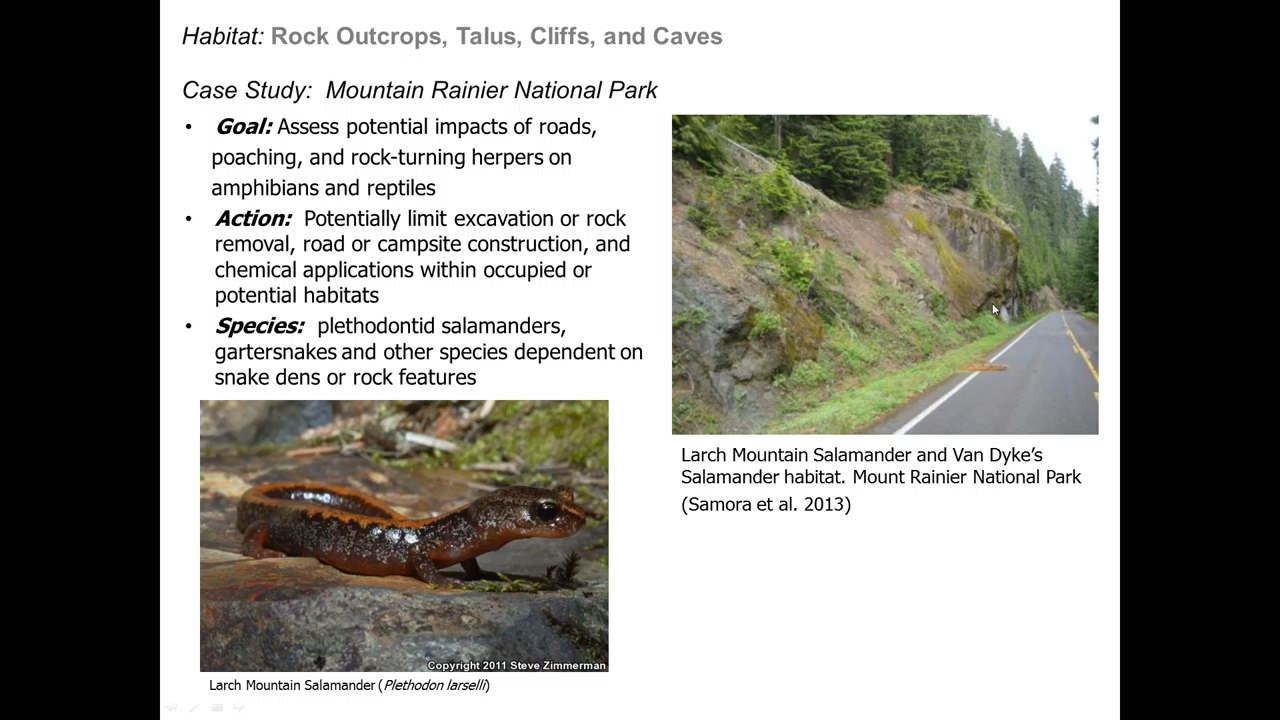 Habitat: Rock Outcrops, Talus, Cliffs, and Caves
Case Study:  Mountain Rainier National Park
• Goal: Assess potential impacts of roads,
poaching, and rock-turning herpers on
amphibians and reptiles
• Action:  Potentially limit excavation or rock
removal, road or campsite construction, and
chemical applications within occupied or
potential habitats
• Species:  plethodontid salamanders,
gartersnakes and other species dependent on
snake dens or rock features
Copyright 2011 Steve Zimmerman
Larch Mountain Salamander (Plethodon larselli)
Larch Mountain Salamander and Van Dyke’s
Salamander habitat.  Mount Rainier National Park
(Samora et al. 2013)